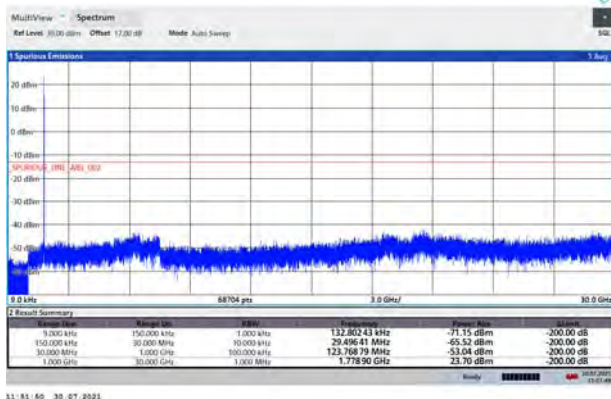 MultiView Spectrum
Ref Level 30.00 dBm Offset 17.00 dB Mode Auto Sweep
SGL
1 Spurious Emissions
20 dBm
10 dBm
0 dBm
-10 dBm
_SPURIOUS_LINE_ABS_002
-20 dBm
-30 dBm
-40 dBm
-50 dBm
9.0 kHz 68704 pts 3.0 GHz/ 30.0 GHz
2 Result Summary
Range Low Range Up RBW Frequency Power Abs ΔLimit
9.000 kHz 150.000 kHz 1.000 kHz 132.80243 kHz -71.15 dBm -200.00 dB
150.000 kHz 30.000 MHz 10.000 kHz 29.49641 MHz -65.52 dBm -200.00 dB
30.000 MHz 1.000 GHz 100.000 kHz 123.76879 MHz -53.04 dBm -200.00 dB
1.000 GHz 30.000 GHz 1.000 MHz 1.77890 GHz 23.70 dBm -200.00 dB
Ready
11:51:50 30.07.2021